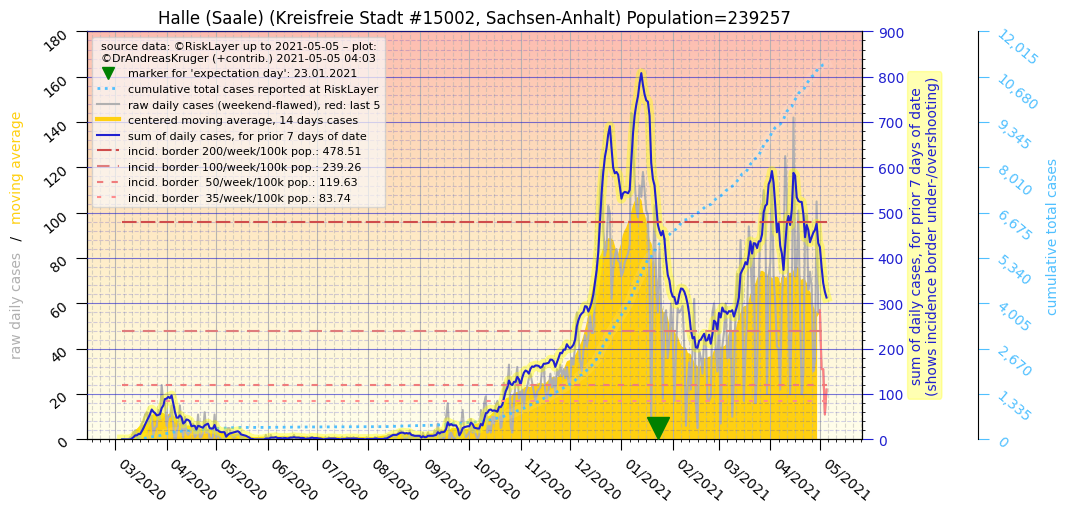 Halle (Saale) (Kreisfreie Stadt #15002, Sachsen-Anhalt) Population=239257
source data: ©RiskLayer up to 2021-05-05 – plot:
©DrAndreasKruger (+contrib.) 2021-05-05 04:03
marker for 'expectation day': 23.01.2021
cumulative total cases reported at RiskLayer
raw daily cases (weekend-flawed), red: last 5
centered moving average, 14 days cases
sum of daily cases, for prior 7 days of date
incid. border 200/week/100k pop.: 478.51
incid. border 100/week/100k pop.: 239.26
incid. border  50/week/100k pop.: 119.63
incid. border  35/week/100k pop.: 83.74
raw daily cases / moving average
180
160
140
120
100
80
60
40
20
0
03/2020
04/2020
05/2020
06/2020
07/2020
08/2020
09/2020
10/2020
11/2020
12/2020
01/2021
02/2021
03/2021
04/2021
05/2021
900
800
700
600
500
400
300
200
100
0
sum of daily cases, for prior 7 days of date
(shows incidence border under-/overshooting)
12,015
10,680
9,345
8,010
6,675
5,340
4,005
2,670
1,335
0
cumulative total cases